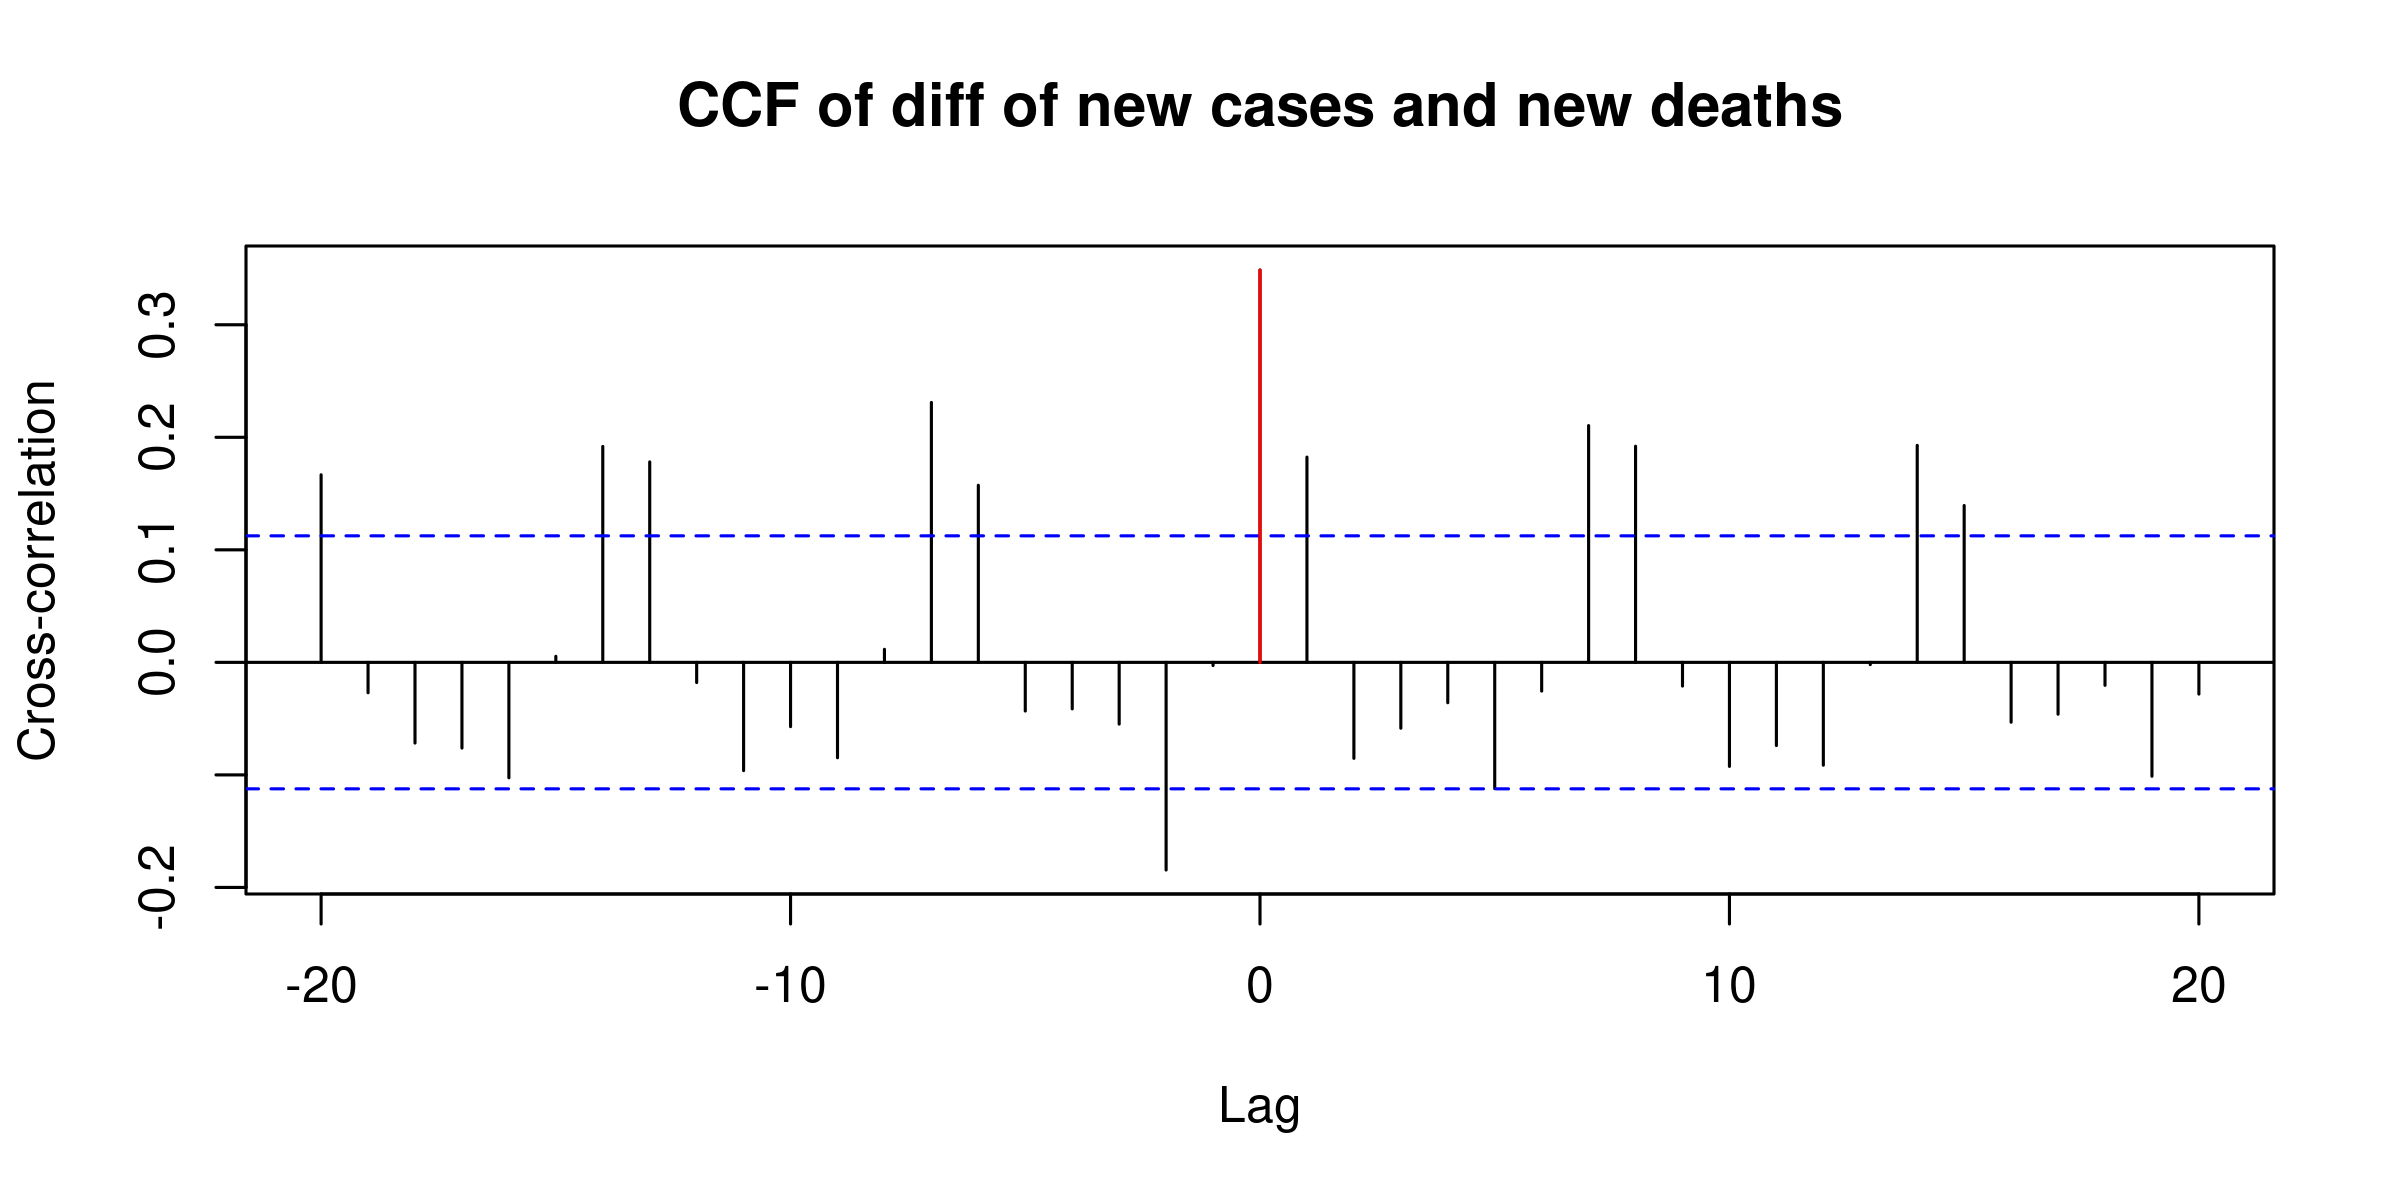 CCF of diff of new cases and new deaths
Cross-correlation
0.3
0.2
0.1
0.0
-0.2
-20 -10 0 10 20
Lag